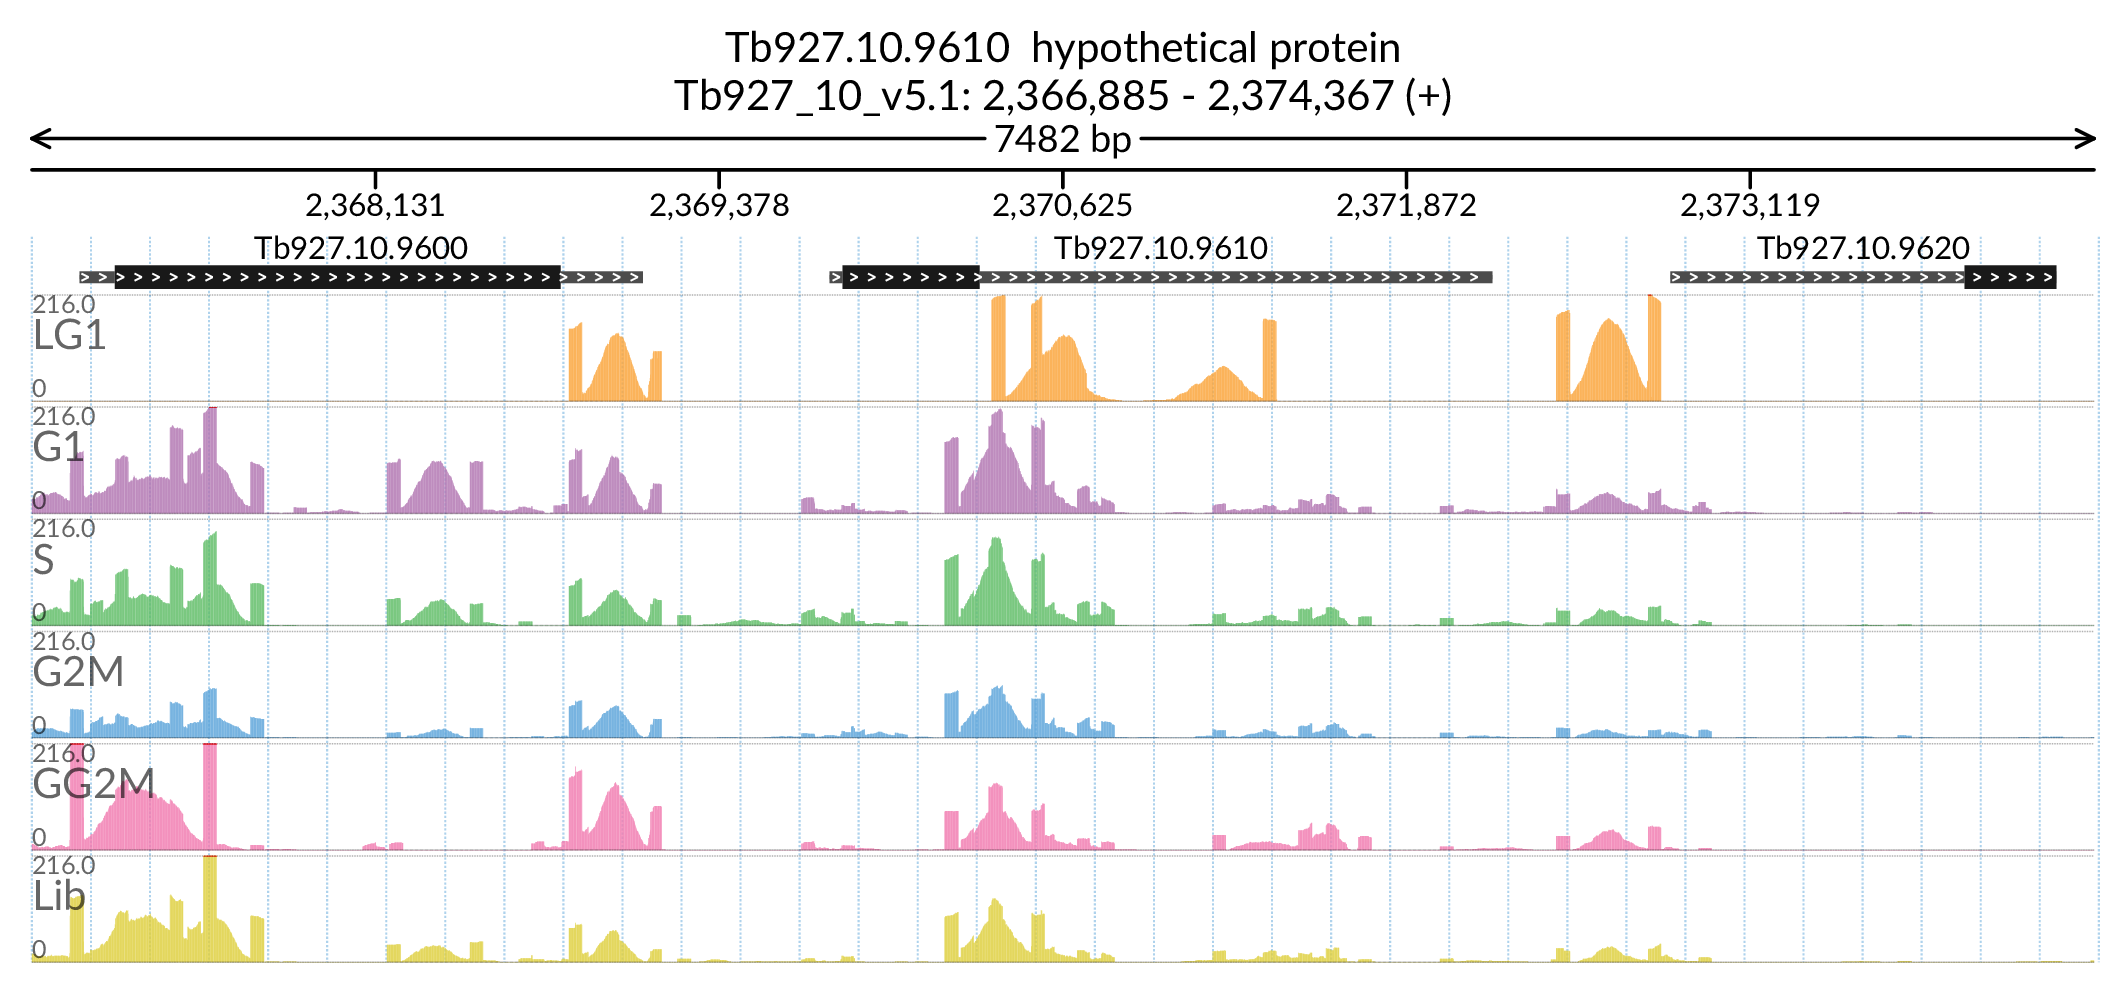 Tb927.10.9610  hypothetical protein
Tb927_10_v5.1: 2,366,885 - 2,374,367 (+)
7482 bp
2,368,131 2,369,378 2,370,625 2,371,872 2,373,119
Tb927.10.9600 Tb927.10.9610 Tb927.10.9620
216.0
LG1
0
216.0
G1
0
216.0
S
0
216.0
G2M
0
216.0
GG2M
0
216.0
Lib
0